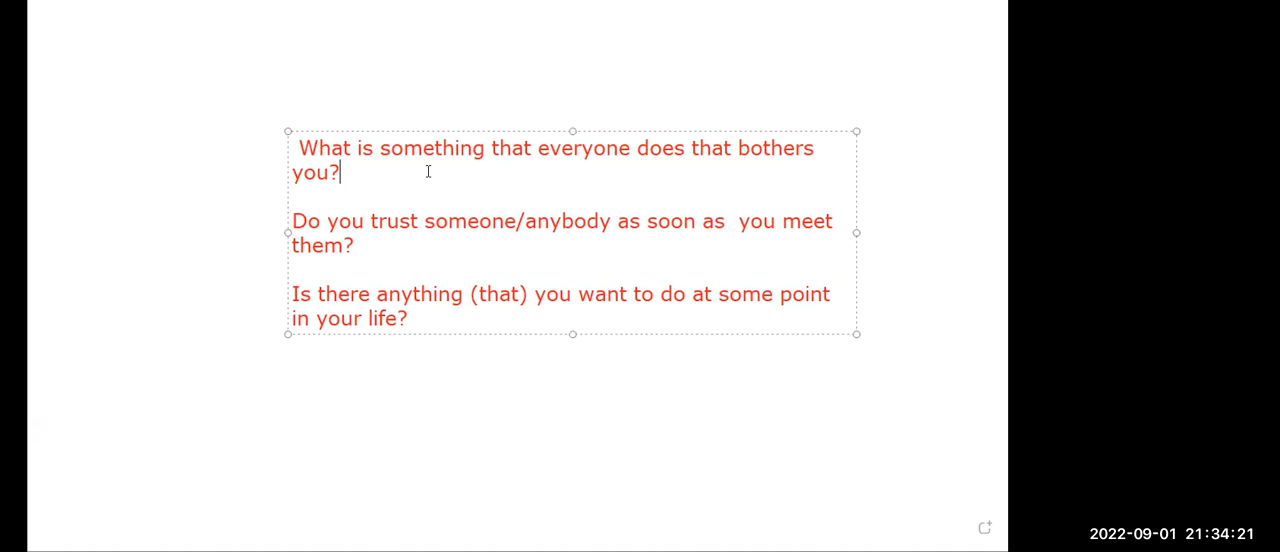 What is something that everyone does that bothers
you?
Do you trust someone/anybody as soon as  you meet
them?
Is there anything (that) you want to do at some point
in your life?
2022-09-01 21:34:21